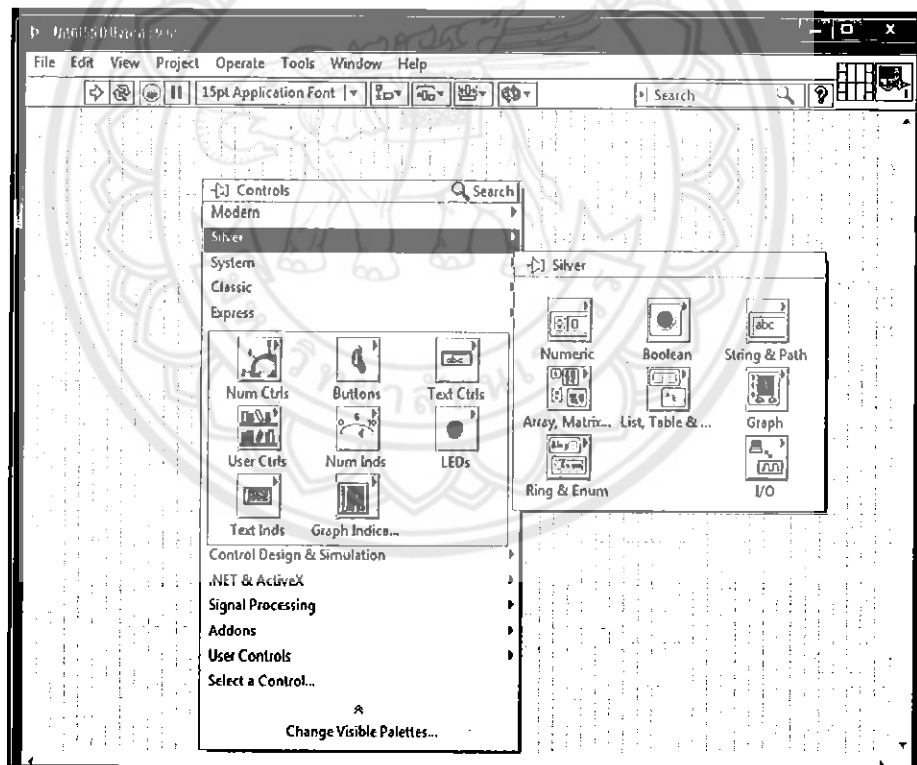 File Edit View Project Operate Tools Window Help
15pt Application Font Search ?
Controls Search
Modern
Silver
System
Classic
Express
Num Ctrls Buttons Text Ctrls
User Ctrls Num Inds LEDs
Text Inds Graph Indica...
Control Design & Simulation
.NET & ActiveX
Signal Processing
Addons
User Controls
Select a Control...
Change Visible Palettes...
Silver
Numeric Boolean String & Path
Array, Matrix... List, Table & ... Graph
Ring & Enum I/O